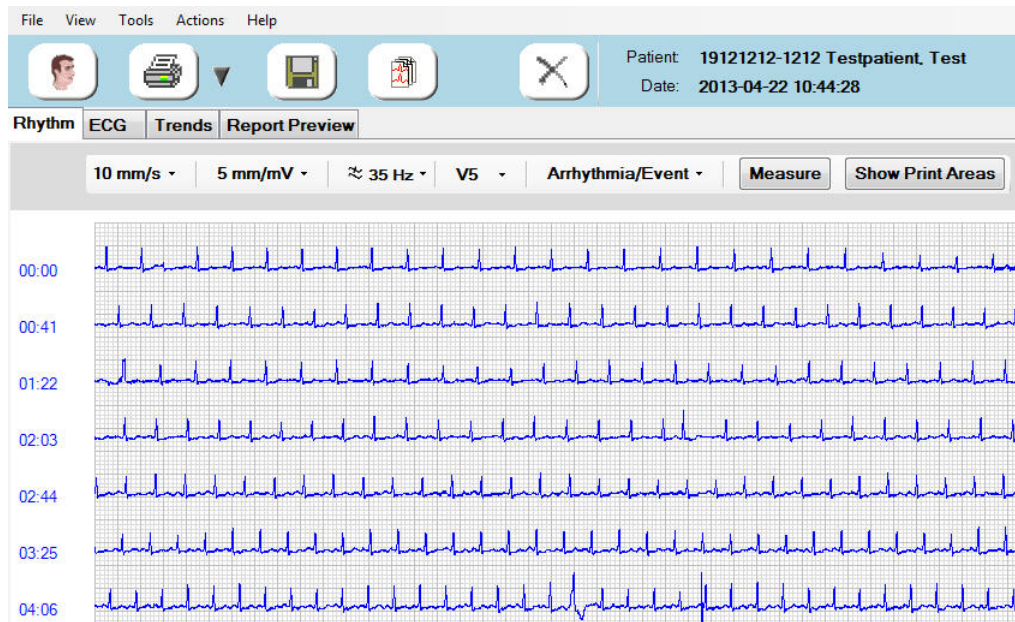 File View Tools Actions Help
Patient: 19121212-1212 Testpatient, Test
Date: 2013-04-22 10:44:28
Rhythm ECG Trends Report Preview
10 mm/s 5 mm/mV ≈ 35 Hz V5 Arrhythmia/Event Measure Show Print Areas
00:00
00:41
01:22
02:03
02:44
03:25
04:06